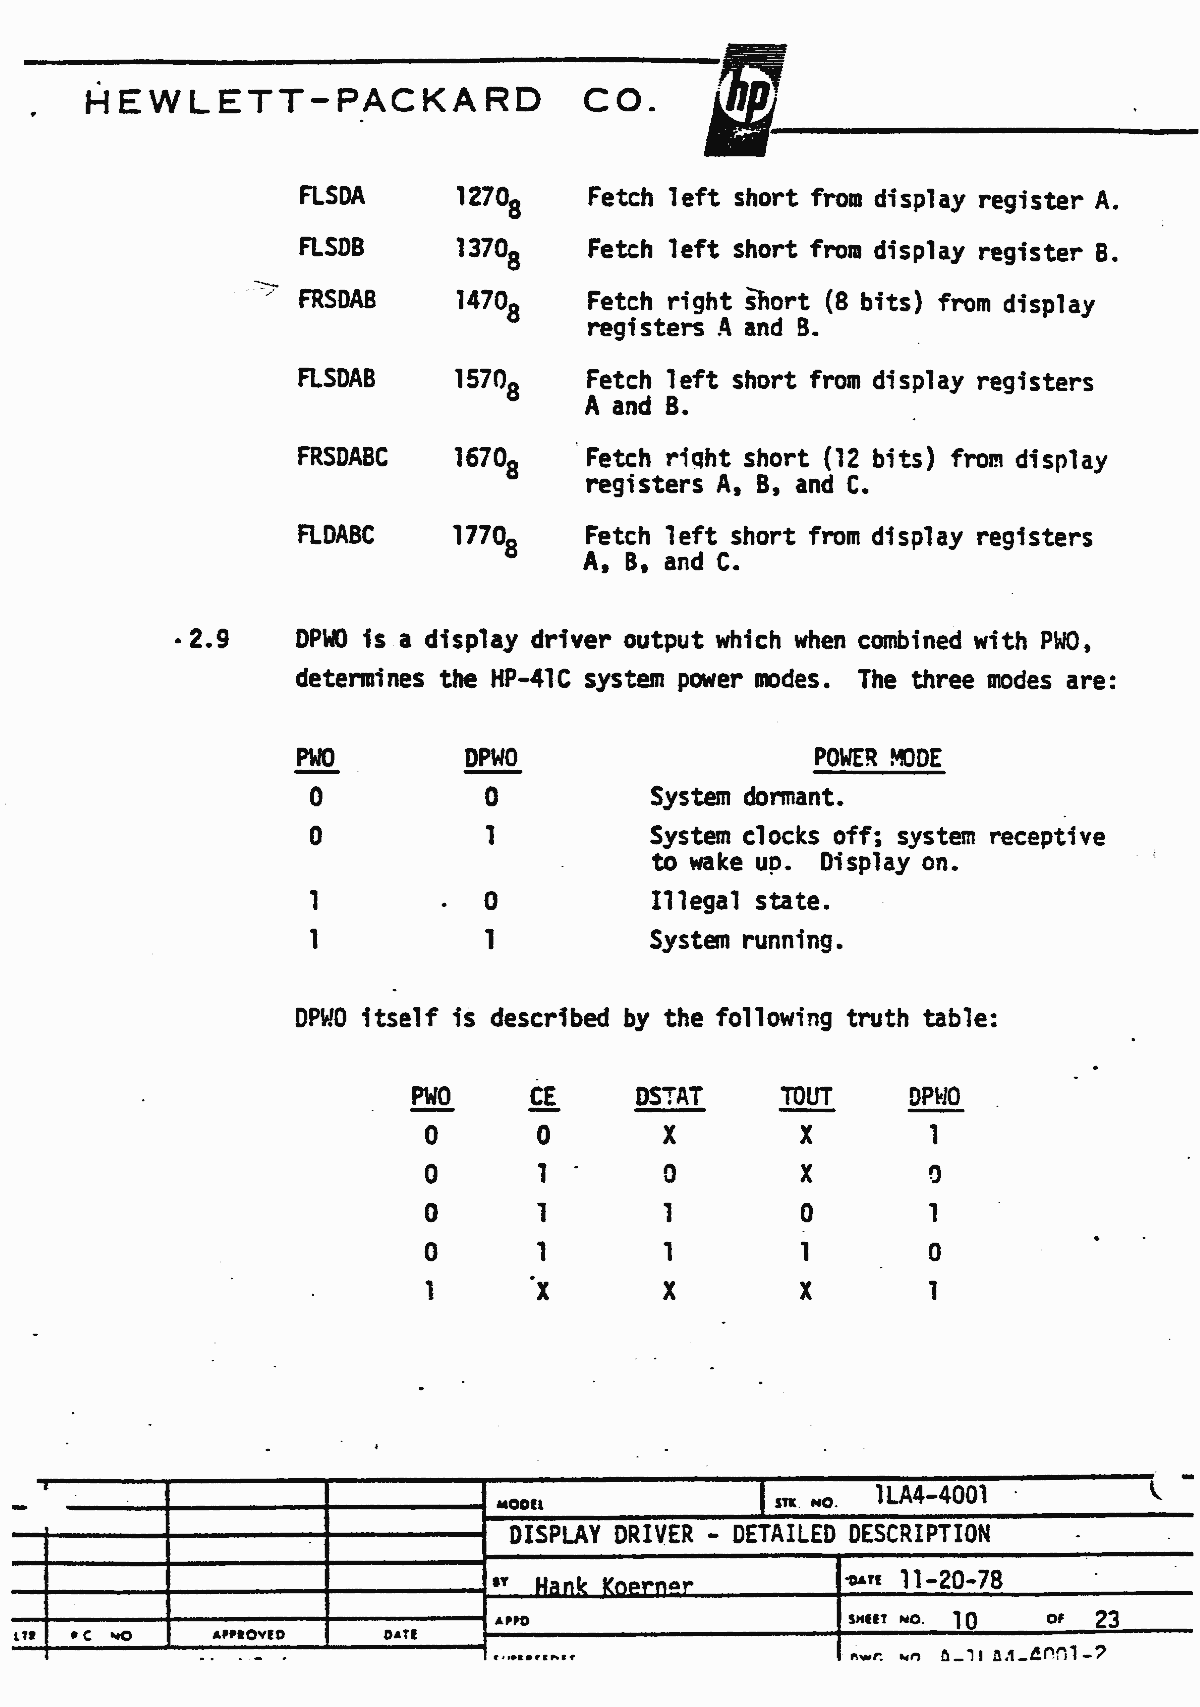 HEWLETT-PACKARD CO.
hp
FLSDA 1270₈ Fetch left short from display register A.
FLSDB 1370₈ Fetch left short from display register B.
FRSDAB 1470₈ Fetch right short (8 bits) from display
registers A and B.
FLSDAB 1570₈ Fetch left short from display registers
A and B.
FRSDABC 1670₈ Fetch right short (12 bits) from display
registers A, B, and C.
FLDABC 1770₈ Fetch left short from display registers
A, B, and C.
2.9 DPWO is a display driver output which when combined with PWO,
determines the HP-41C system power modes. The three modes are:
PWO DPWO POWER MODE
0 0 System dormant.
0 1 System clocks off; system receptive
to wake up. Display on.
1 0 Illegal state.
1 1 System running.
DPWO itself is described by the following truth table:
PWO CE DSTAT TOUT DPWO
0 0 X X 1
0 1 0 X 0
0 1 1 0 1
0 1 1 1 0
1 X X X 1
MODEL STK. NO. 1LA4-4001
DISPLAY DRIVER - DETAILED DESCRIPTION
BY Hank Koerner DATE 11-20-78
APPD SHEET NO. 10 OF 23
LTR PC NO APPROVED DATE
SUPERSEDES DWG. NO. A-1LA4-4001-2